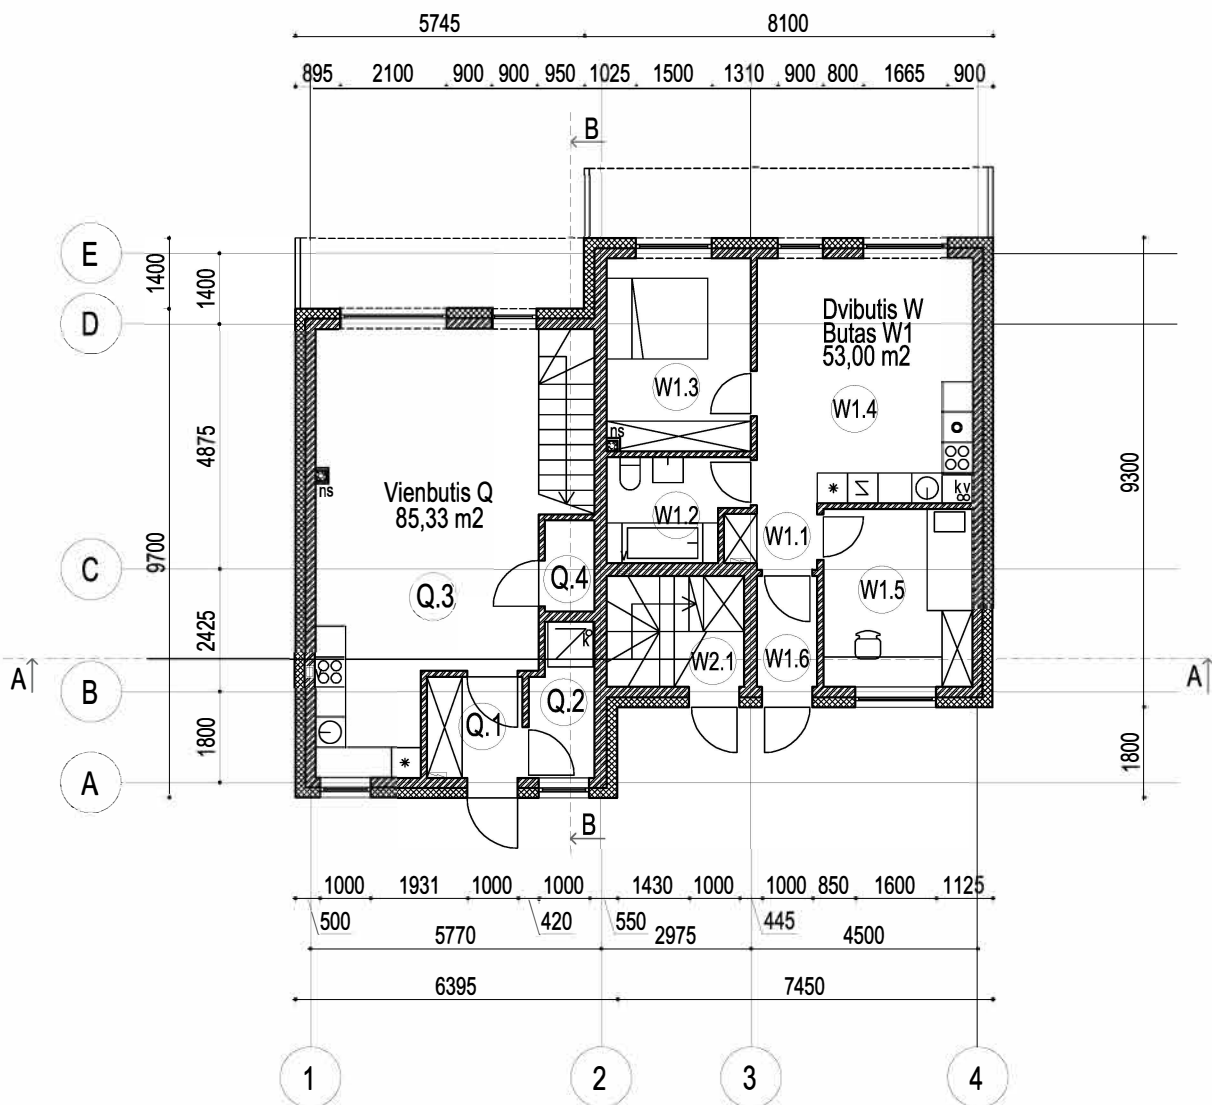 5745 8100
895 2100 900 900 950 1025 1500 1310 900 800 1665 900
B
E
D
C
B
A
1400
9700
1400
4875
2425
1800
9300
1800
Dvibutis W
Butas W1
53,00 m2
W1.3
W1.4
ns
kv
Vienbutis Q
85,33 m2
ns
W1.2
W1.1
v
Q.4
Q.3
W1.5
k
W2.1
W1.6
A A
Q.2
Q.1
B
1000 1931 1000 1000 1430 1000 1000 850 1600 1125
500 420 550 445
5770 2975 4500
6395 7450
1 2 3 4